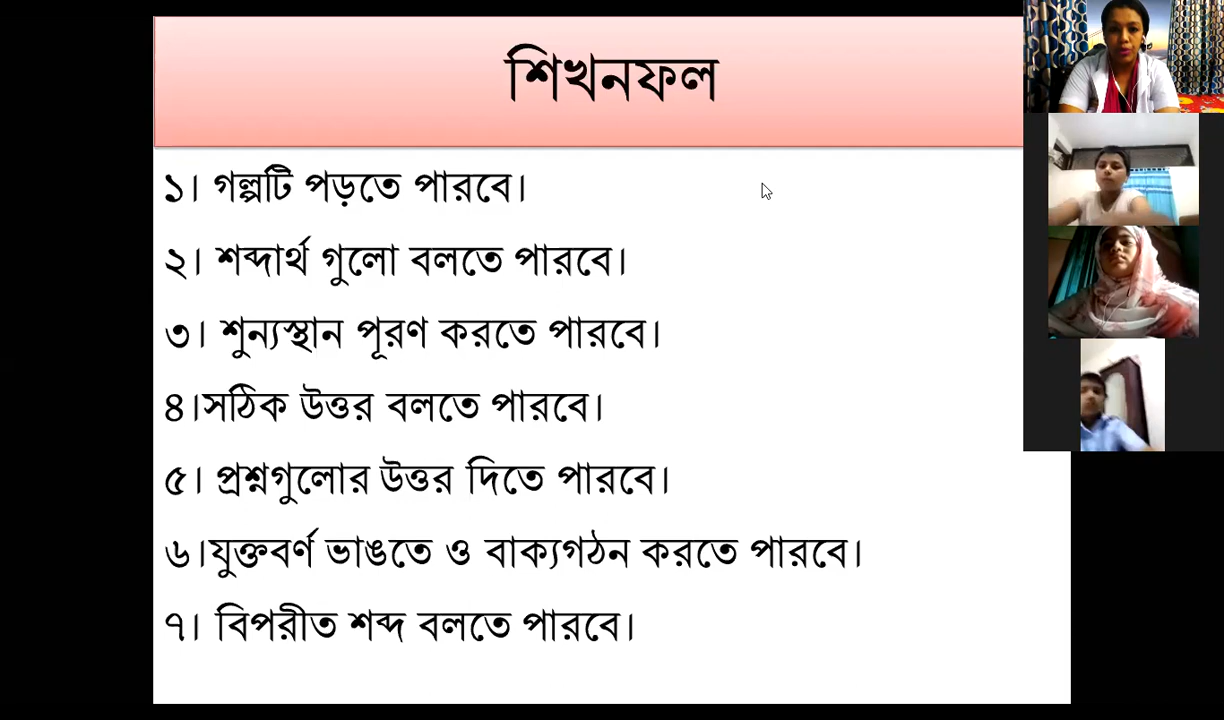 শিখনফল
১। গল্পটি পড়তে পারবে।
২। শব্দার্থ গুলো বলতে পারবে।
৩। শুন্যস্থান পূরণ করতে পারবে।
৪।সঠিক উত্তর বলতে পারবে।
৫। প্রশ্নগুলোর উত্তর দিতে পারবে।
৬।যুক্তবর্ণ ভাঙতে ও বাক্যগঠন করতে পারবে।
৭। বিপরীত শব্দ বলতে পারবে।